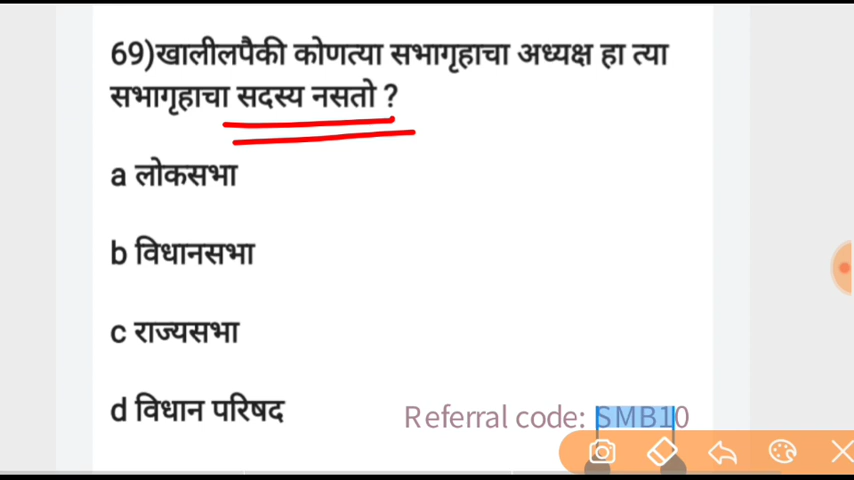 69)खालीलपैकी कोणत्या सभागृहाचा अध्यक्ष हा त्या
सभागृहाचा सदस्य नसतो ?
a लोकसभा
b विधानसभा
c राज्यसभा
d विधान परिषद
Referral code: SMB10